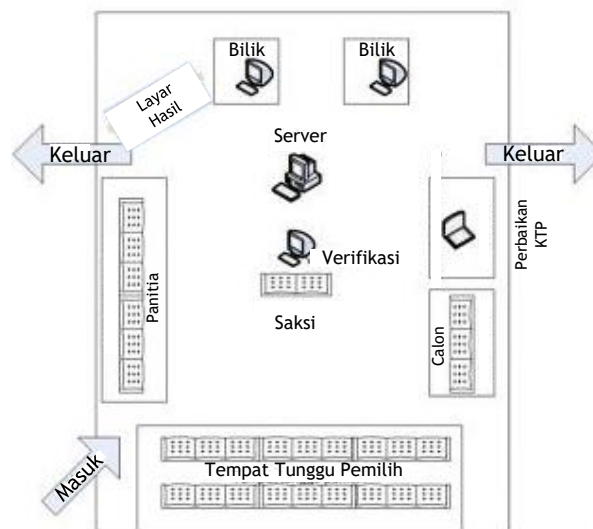 Bilik
Bilik
Layar
Hasil
Server
Keluar
Keluar
Verifikasi
Perbaikan
KTP
Panitia
Saksi
Calon
Masuk
Tempat Tunggu Pemilih